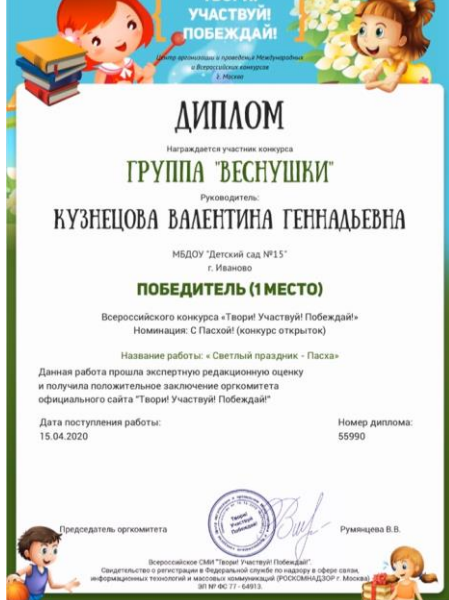 ТВОРИ!
УЧАСТВУЙ!
ПОБЕЖДАЙ!
Центр организации и проведения Международных
и Всероссийских конкурсов
г. Москва
ДИПЛОМ
Награждается участник конкурса
ГРУППА "ВЕСНУШКИ"
Руководитель:
КУЗНЕЦОВА ВАЛЕНТИНА ГЕННАДЬЕВНА
МБДОУ "Детский сад №15"
г. Иваново
ПОБЕДИТЕЛЬ (1 МЕСТО)
Всероссийского конкурса «Твори! Участвуй! Побеждай!»
Номинация: С Пасхой! (конкурс открыток)
Название работы: « Светлый праздник - Пасха»
Данная работа прошла экспертную редакционную оценку
и получила положительное заключение оргкомитета
официального сайта "Твори! Участвуй! Побеждай!"
Дата поступления работы:
15.04.2020
Номер диплома:
55990
Твори!
Участвуй!
Побеждай!
Председатель оргкомитета
Румянцева В.В.
Всероссийское СМИ "Твори! Участвуй! Побеждай!".
Свидетельство о регистрации в Федеральной службе по надзору в сфере связи,
информационных технологий и массовых коммуникаций (РОСКОМНАДЗОР г. Москва)
ЭЛ № ФС 77 - 64913.